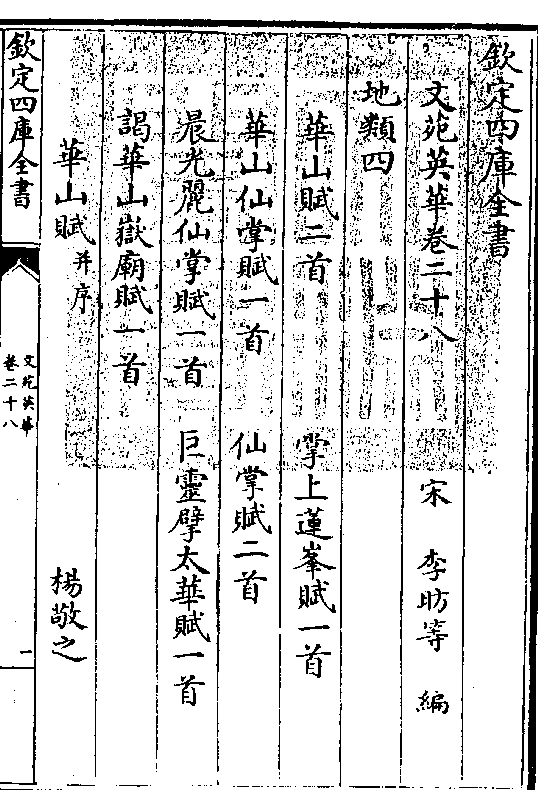 欽定四庫全書
文苑英華卷二十八
宋 李昉等 編
地類四
華山賦二首 掌上蓮峯賦一首
華山仙掌賦一首 仙掌賦二首
晨光麗仙掌賦一首 巨靈擘太華賦一首
謁華山嶽廟賦一首
華山賦并序 楊敬之
欽定四庫全書
文苑英華
卷二十八
一